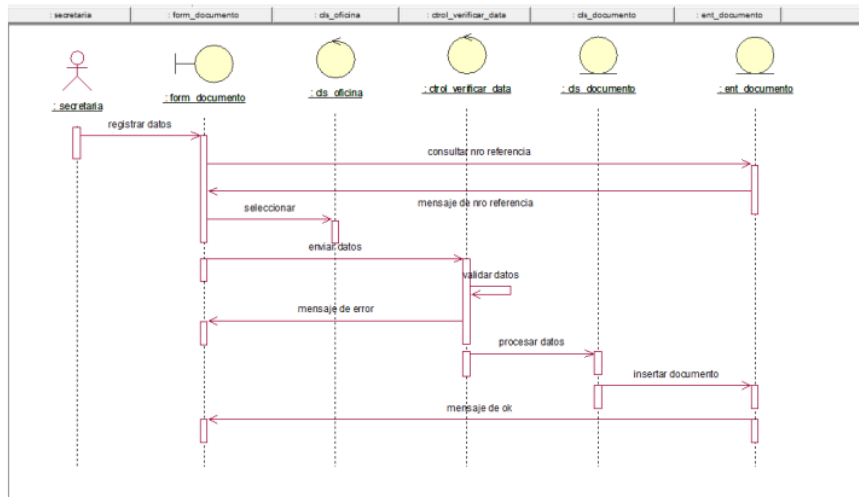 : secretaria
: form_documento
: cls_oficina
: ctrol_verificar_data
: cls_documento
: ent_documento
: secretaria
: form_documento
: cls_oficina
: ctrol_verificar_data
: cls_documento
: ent_documento
registrar datos
consultar nro referencia
mensaje de nro referencia
seleccionar
enviar datos
validar datos
mensaje de error
procesar datos
insertar documento
mensaje de ok